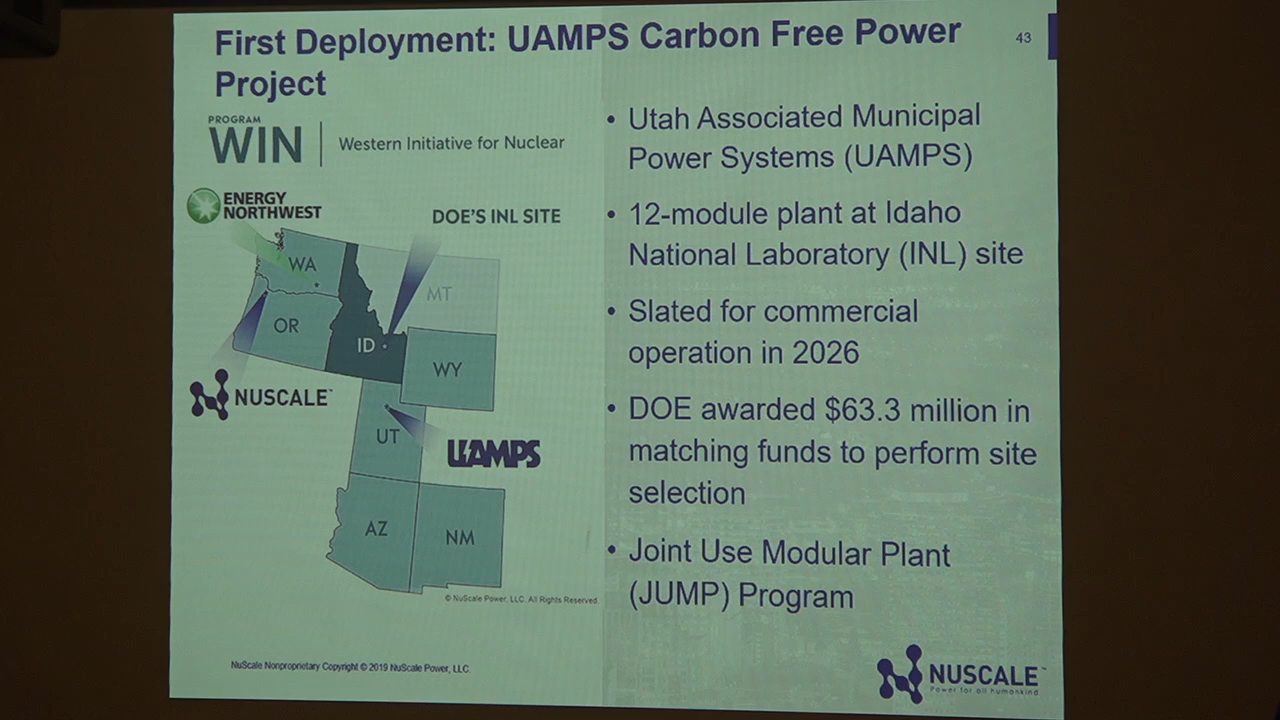 First Deployment: UAMPS Carbon Free Power
Project
43
PROGRAM
WIN
Western Initiative for Nuclear
ENERGY
NORTHWEST
DOE'S INL SITE
WA
MT
OR
ID
WY
NUSCALE™
UT
UAMPS
AZ
NM
© NuScale Power, LLC. All Rights Reserved.
• Utah Associated Municipal
Power Systems (UAMPS)
• 12-module plant at Idaho
National Laboratory (INL) site
• Slated for commercial
operation in 2026
• DOE awarded $63.3 million in
matching funds to perform site
selection
• Joint Use Modular Plant
(JUMP) Program
NuScale Nonproprietary Copyright © 2019 NuScale Power, LLC.
NUSCALE™
Power for all humankind